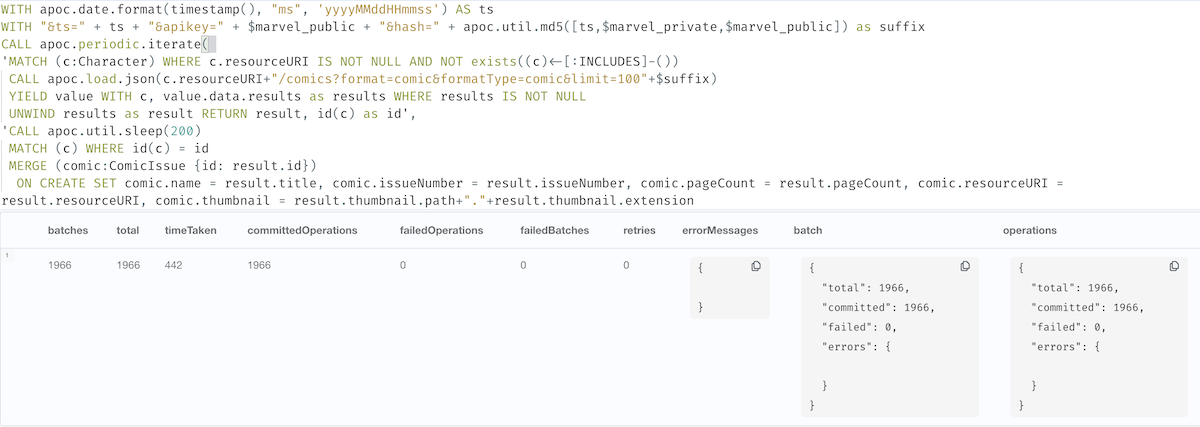 WITH apoc.date.format(timestamp(), "ms", 'yyyyMMddHHmmss') AS ts
WITH "&ts=" + ts + "&apikey=" + $marvel_public + "&hash=" + apoc.util.md5([ts,$marvel_private,$marvel_public]) as suffix
CALL apoc.periodic.iterate(
'MATCH (c:Character) WHERE c.resourceURI IS NOT NULL AND NOT exists((c)<-[:INCLUDES]-())
CALL apoc.load.json(c.resourceURI+"/comics?format=comic&formatType=comic&limit=100"+$suffix)
YIELD value WITH c, value.data.results as results WHERE results IS NOT NULL
UNWIND results as result RETURN result, id(c) as id',
'CALL apoc.util.sleep(200)
MATCH (c) WHERE id(c) = id
MERGE (comic:ComicIssue {id: result.id})
ON CREATE SET comic.name = result.title, comic.issueNumber = result.issueNumber, comic.pageCount = result.pageCount, comic.resourceURI =
result.resourceURI, comic.thumbnail = result.thumbnail.path+"."+result.thumbnail.extension
batches total timeTaken committedOperations failedOperations failedBatches retries errorMessages batch operations
1
1966 1966 442 1966 0 0 0 { { {
"total": 1966, "total": 1966,
} "committed": 1966, "committed": 1966,
"failed": 0, "failed": 0,
"errors": { "errors": {
} }
} }